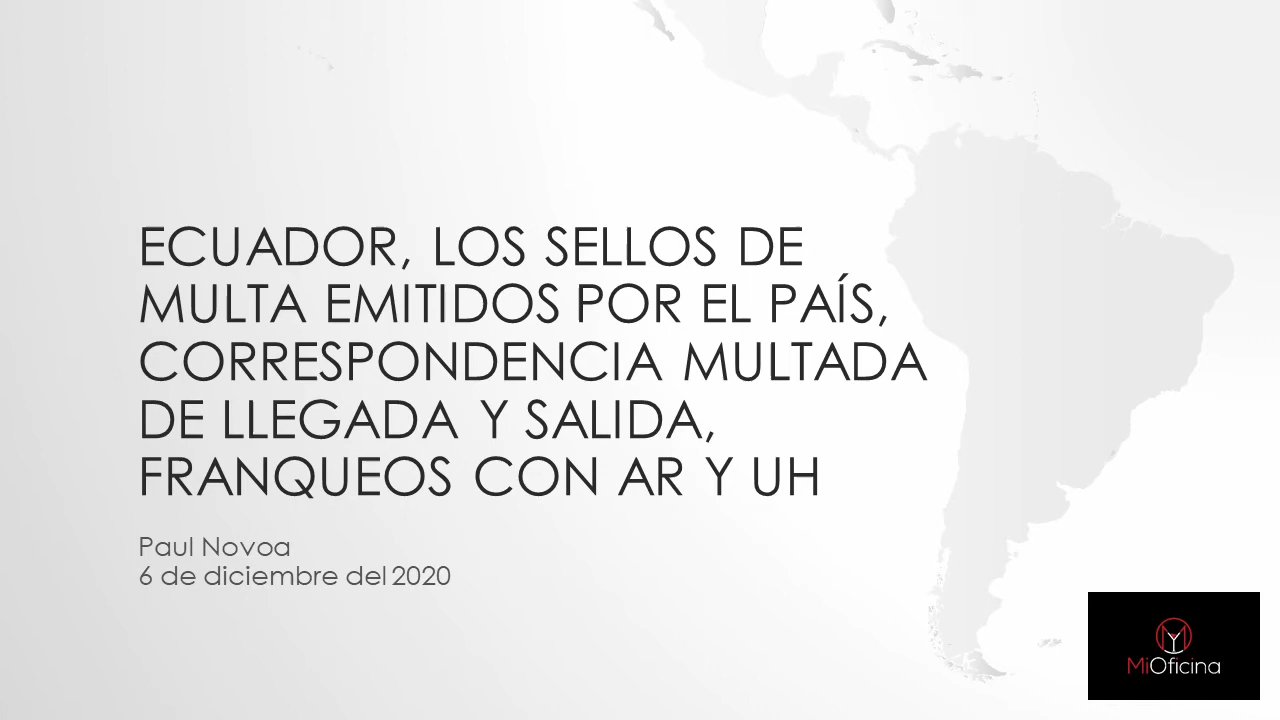 ECUADOR, LOS SELLOS DE
MULTA EMITIDOS POR EL PAÍS,
CORRESPONDENCIA MULTADA
DE LLEGADA Y SALIDA,
FRANQUEOS CON AR Y UH
Paul Novoa
6 de diciembre del 2020
MiOficina